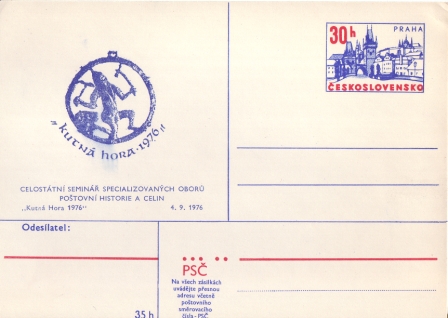 30h
PRAHA
ČESKOSLOVENSKO
„KUTNÁ HORA·1976„
CELOSTÁTNÍ SEMINÁŘ SPECIALIZOVANÝCH OBORŮ
POŠTOVNÍ HISTORIE A CELIN
„Kutná Hora 1976“ 4. 9. 1976
Odesílatel:
PSČ
Na všech zásilkách
uvádějte přesnou
adresu včetně
poštovního
směrovacího
čísla - PSČ
35 h